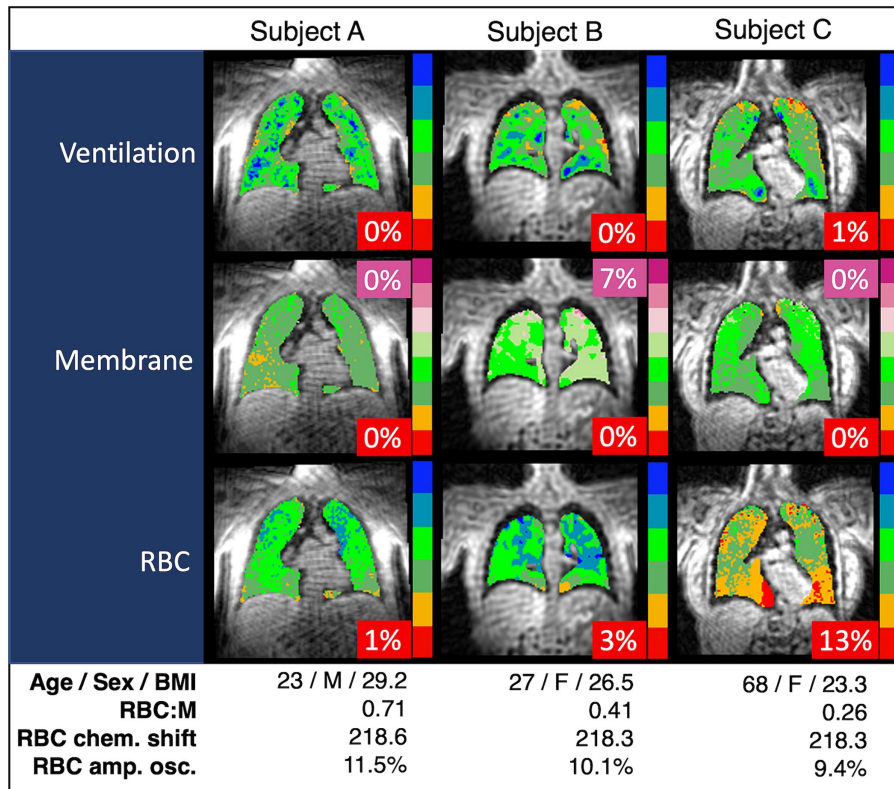 Subject A Subject B Subject C
Ventilation
0% 0% 1%
0% 7% 0%
Membrane
0% 0% 0%
RBC
1% 3% 13%
Age / Sex / BMI 23 / M / 29.2 27 / F / 26.5 68 / F / 23.3
RBC:M 0.71 0.41 0.26
RBC chem. shift 218.6 218.3 218.3
RBC amp. osc. 11.5% 10.1% 9.4%